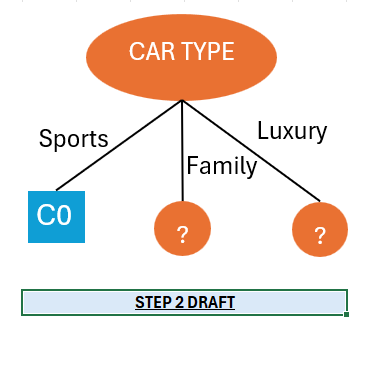 CAR TYPE
Sports
Luxury
Family
C0
?
?
STEP 2 DRAFT